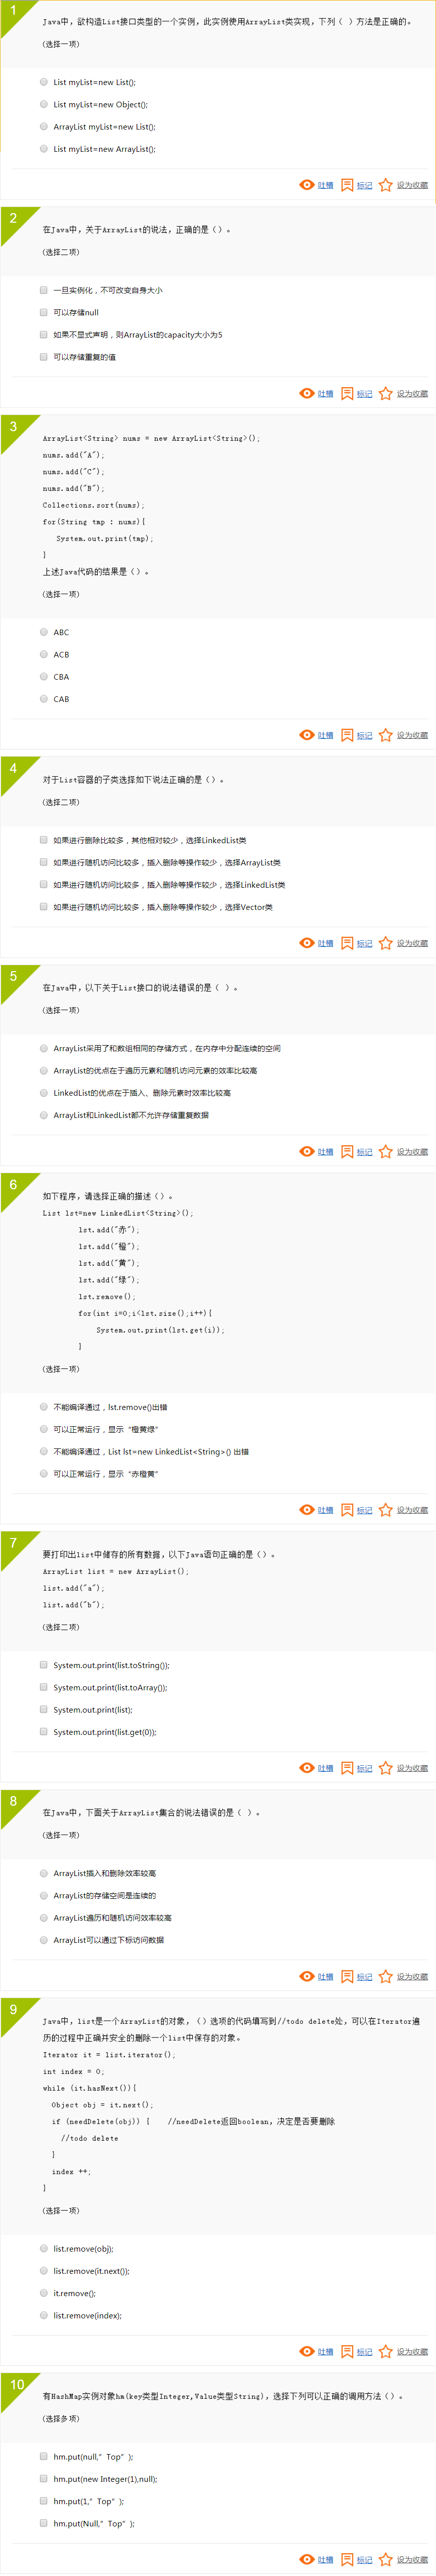 1
Java中，欲构造List接口类型的一个实例，此实例使用ArrayList类实现，下列（ ）方法是正确的。
(选择一项)
List myList=new List();
List myList=new Object();
ArrayList myList=new List();
List myList=new ArrayList();
吐槽 标记 设为收藏
2
在Java中，关于ArrayList的说法，正确的是（）。
(选择二项)
一旦实例化，不可改变自身大小
可以存储null
如果不显式声明，则ArrayList的capacity大小为5
可以存储重复的值
吐槽 标记 设为收藏
3
ArrayList<String> nums = new ArrayList<String>();
nums.add("A");
nums.add("C");
nums.add("B");
Collections.sort(nums);
for(String tmp : nums){
System.out.print(tmp);
}
上述Java代码的结果是（）。
(选择一项)
ABC
ACB
CBA
CAB
吐槽 标记 设为收藏
4
对于List容器的子类选择如下说法正确的是（）。
(选择二项)
如果进行删除比较多，其他相对较少，选择LinkedList类
如果进行随机访问比较多，插入删除等操作较少，选择ArrayList类
如果进行随机访问比较多，插入删除等操作较少，选择LinkedList类
如果进行随机访问比较多，插入删除等操作较少，选择Vector类
吐槽 标记 设为收藏
5
在Java中，以下关于List接口的说法错误的是（ ）。
(选择一项)
ArrayList采用了和数组相同的存储方式，在内存中分配连续的空间
ArrayList的优点在于遍历元素和随机访问元素的效率比较高
LinkedList的优点在于插入、删除元素时效率比较高
ArrayList和LinkedList都不允许存储重复数据
吐槽 标记 设为收藏
6
如下程序，请选择正确的描述（）。
List lst=new LinkedList<String>();
lst.add("赤");
lst.add("橙");
lst.add("黄");
lst.add("绿");
lst.remove();
for(int i=0;i<lst.size();i++){
System.out.print(lst.get(i));
}
(选择一项)
不能编译通过，lst.remove()出错
可以正常运行，显示“橙黄绿”
不能编译通过，List lst=new LinkedList<String>() 出错
可以正常运行，显示“赤橙黄”
吐槽 标记 设为收藏
7
要打印出list中储存的所有数据，以下Java语句正确的是（）。
ArrayList list = new ArrayList();
list.add("a");
list.add("b");
(选择二项)
System.out.print(list.toString());
System.out.print(list.toArray());
System.out.print(list);
System.out.print(list.get(0));
吐槽 标记 设为收藏
8
在Java中，下面关于ArrayList集合的说法错误的是（ ）。
(选择一项)
ArrayList插入和删除效率较高
ArrayList的存储空间是连续的
ArrayList遍历和随机访问效率较高
ArrayList可以通过下标访问数据
吐槽 标记 设为收藏
9
Java中，list是一个ArrayList的对象，（）选项的代码填写到//todo delete处，可以在Iterator遍
历的过程中正确并安全的删除一个list中保存的对象。
Iterator it = list.iterator();
int index = 0;
while (it.hasNext()){
Object obj = it.next();
if (needDelete(obj)) { //needDelete返回boolean，决定是否要删除
//todo delete
}
index ++;
}
(选择一项)
list.remove(obj);
list.remove(it.next());
it.remove();
list.remove(index);
吐槽 标记 设为收藏
10
有HashMap实例对象hm(key类型Integer,Value类型String)，选择下列可以正确的调用方法（）。
(选择多项)
hm.put(null,”Top”);
hm.put(new Integer(1),null);
hm.put(1,”Top”);
hm.put(Null,”Top”);
吐槽 标记 设为收藏